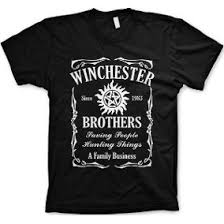 WINCHESTER
Since 1983
BROTHERS
Saving People
Hunting Things
A Family Business